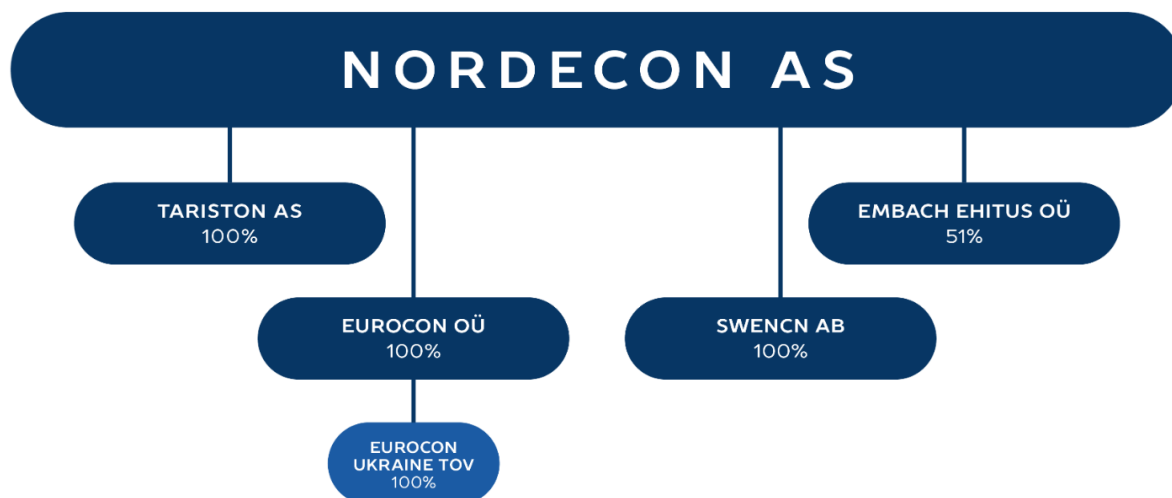 NORDECON AS
TARISTON AS
100%
EMBACH EHITUS OÜ
51%
EUROCON OÜ
100%
SWENCN AB
100%
EUROCON
UKRAINE TOV
100%